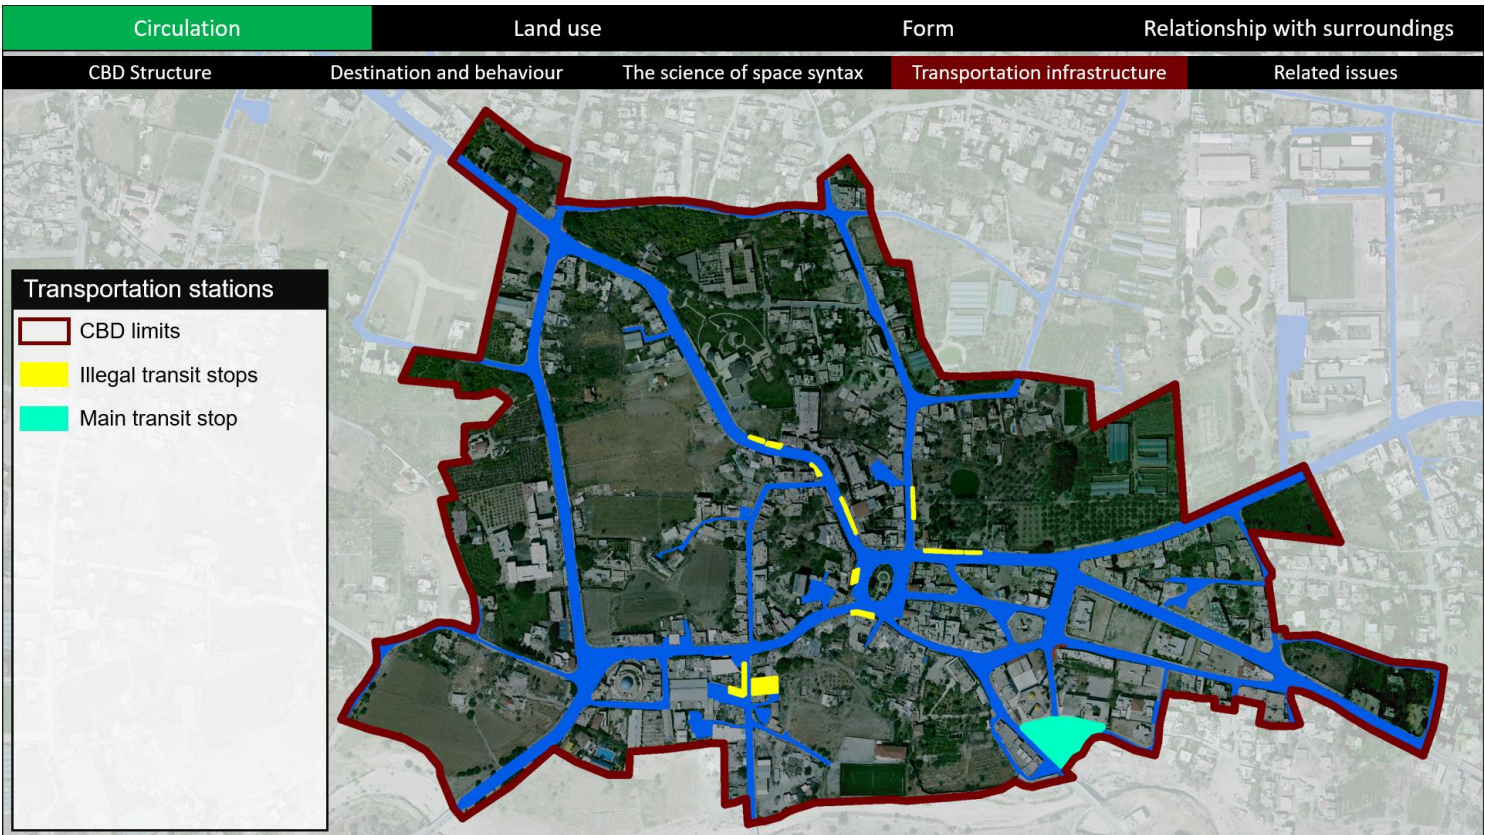 Circulation
Land use
Form
Relationship with surroundings
CBD Structure
Destination and behaviour
The science of space syntax
Transportation infrastructure
Related issues
Transportation stations
CBD limits
Illegal transit stops
Main transit stop